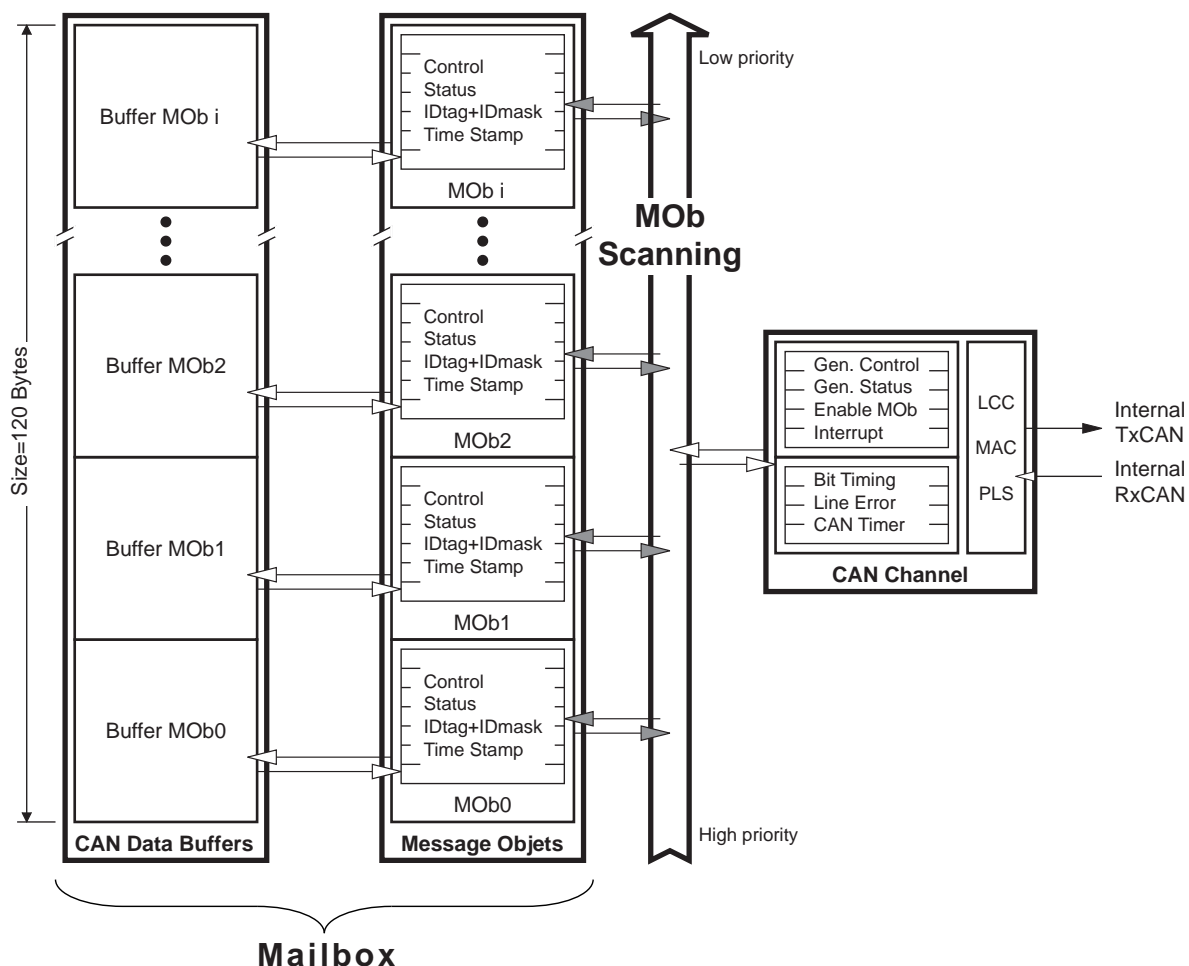 Size=120 Bytes
Buffer MOb i
Control
Status
IDtag+IDmask
Time Stamp
MOb i
Low priority
MOb
Scanning
Buffer MOb2
Control
Status
IDtag+IDmask
Time Stamp
MOb2
Buffer MOb1
Control
Status
IDtag+IDmask
Time Stamp
MOb1
Buffer MOb0
Control
Status
IDtag+IDmask
Time Stamp
MOb0
CAN Data Buffers
Message Objets
High priority
Mailbox
Gen. Control
Gen. Status
Enable MOb
Interrupt
Bit Timing
Line Error
CAN Timer
LCC
MAC
PLS
CAN Channel
Internal
TxCAN
Internal
RxCAN